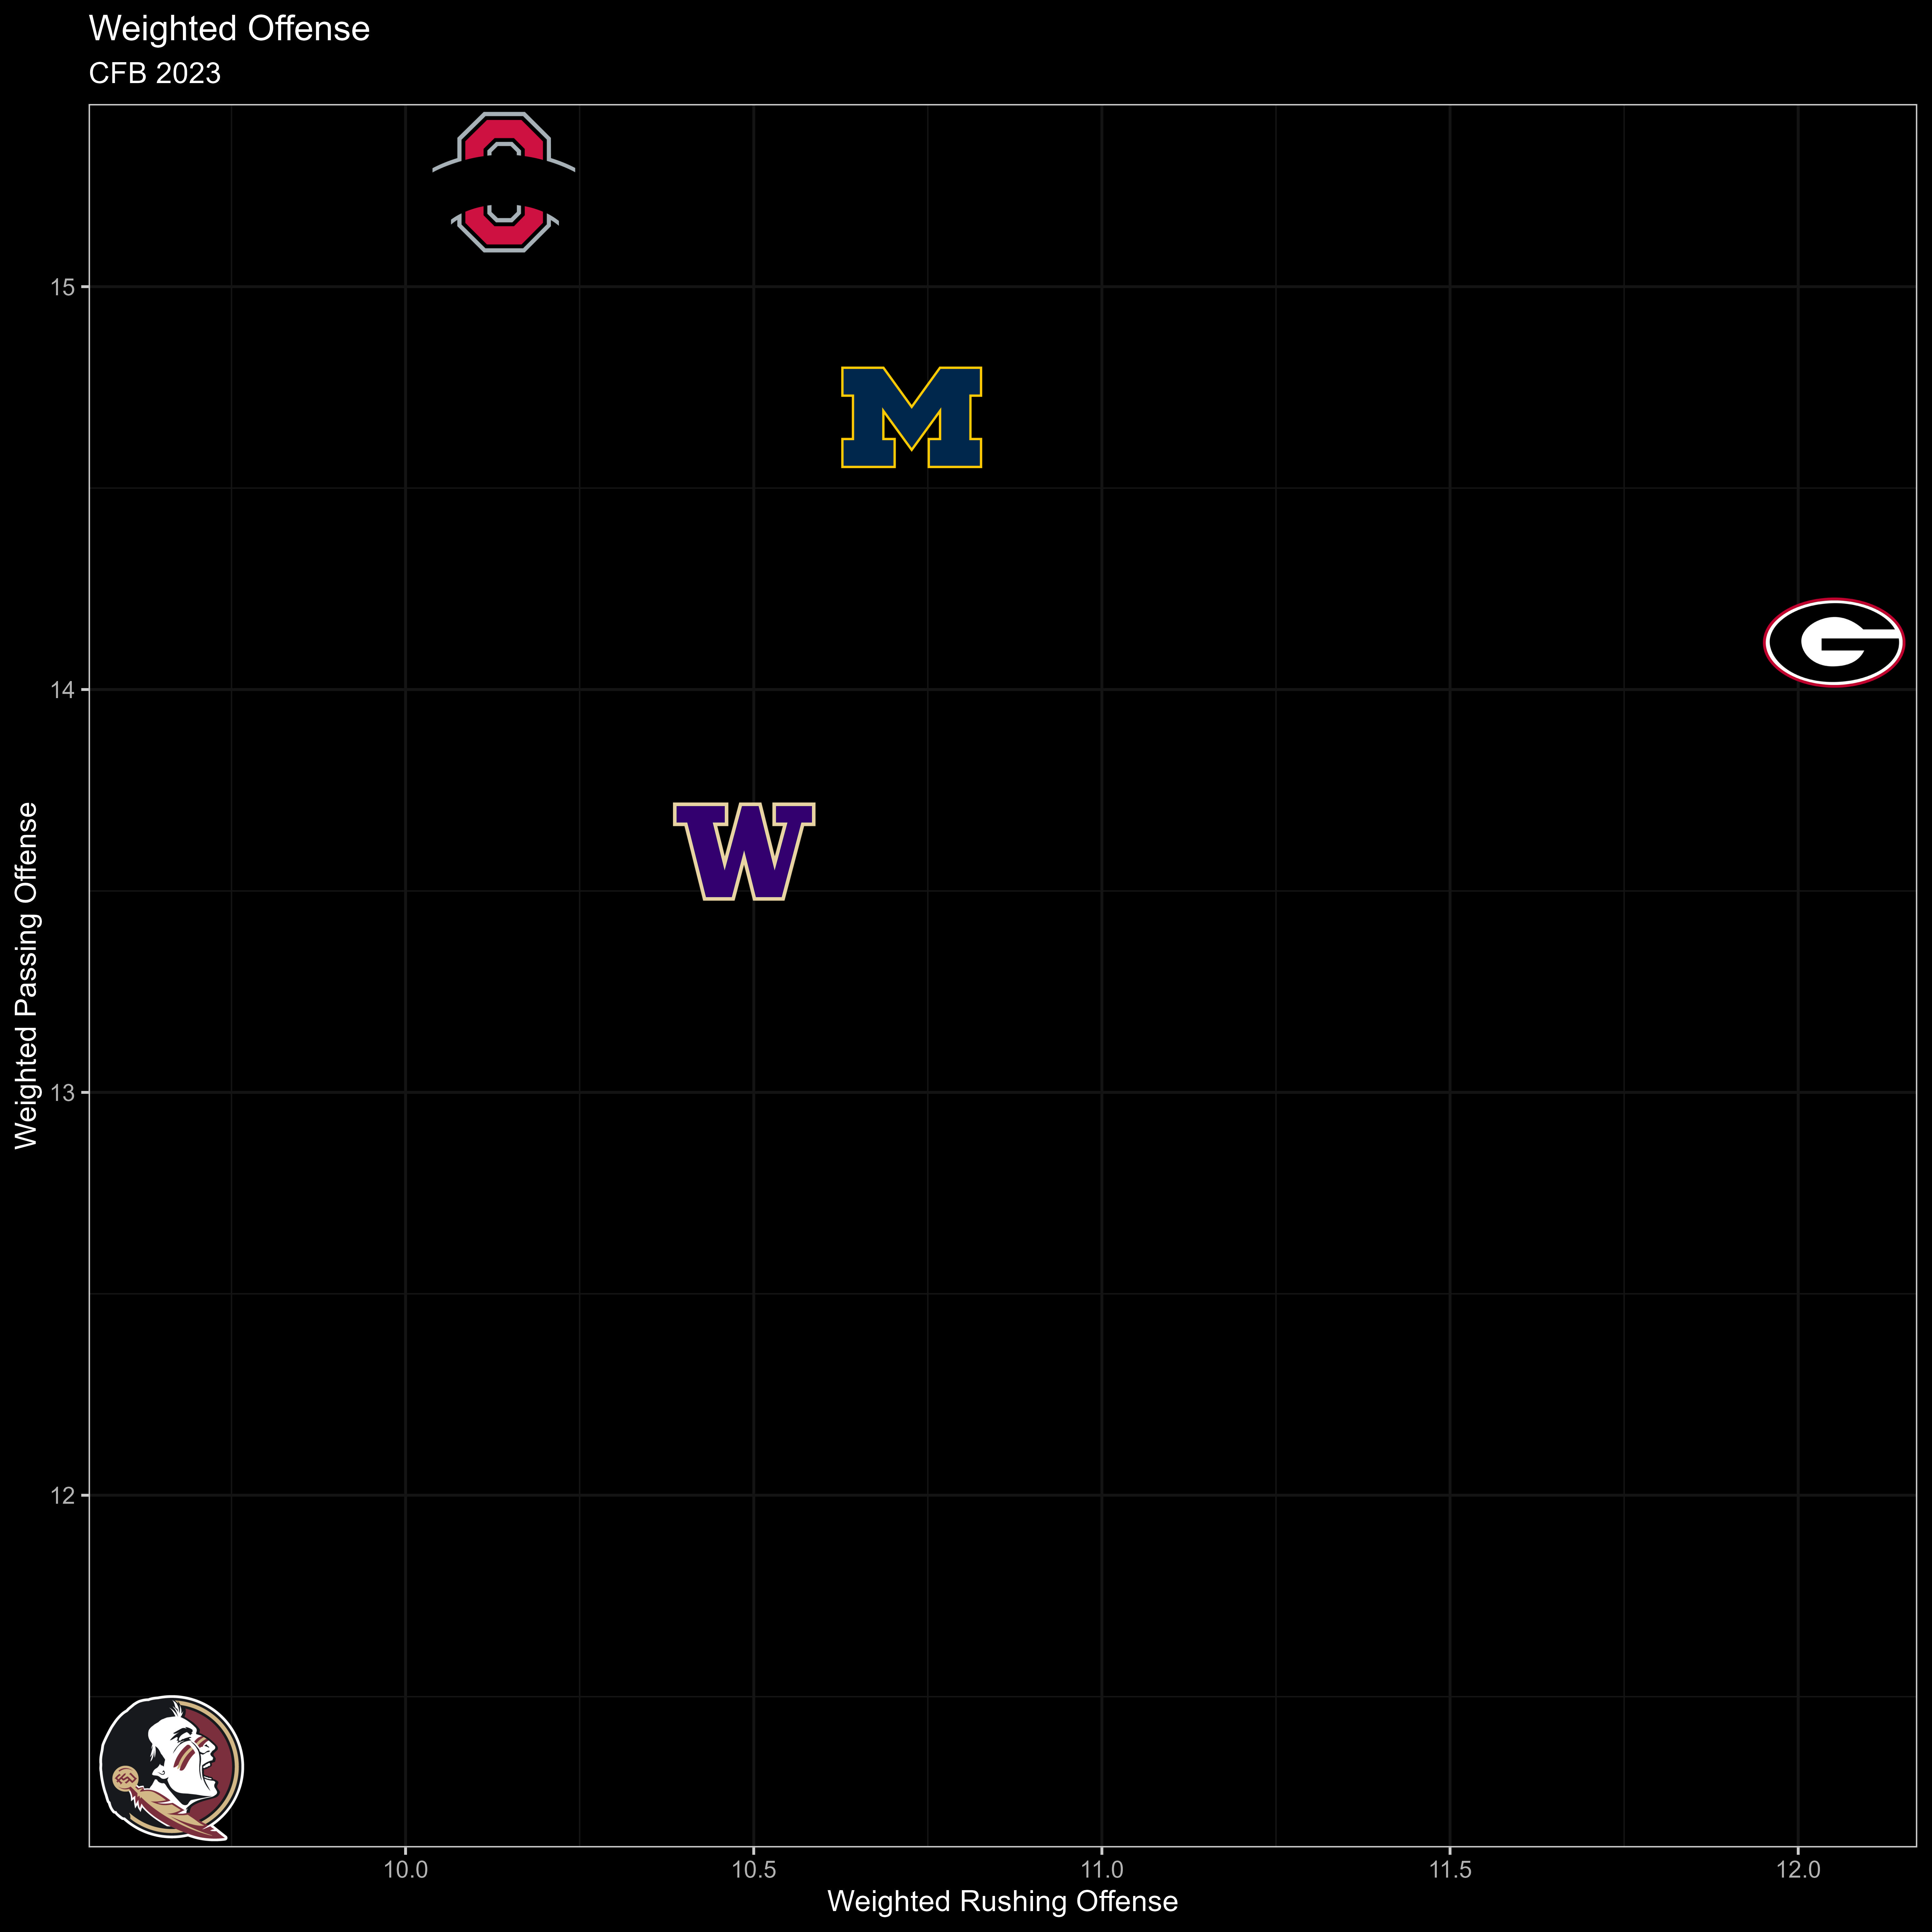 Weighted Offense
CFB 2023
O
15
M
G
14
W
Weighted Passing Offense
13
12
10.0
10.5
11.0
11.5
12.0
Weighted Rushing Offense